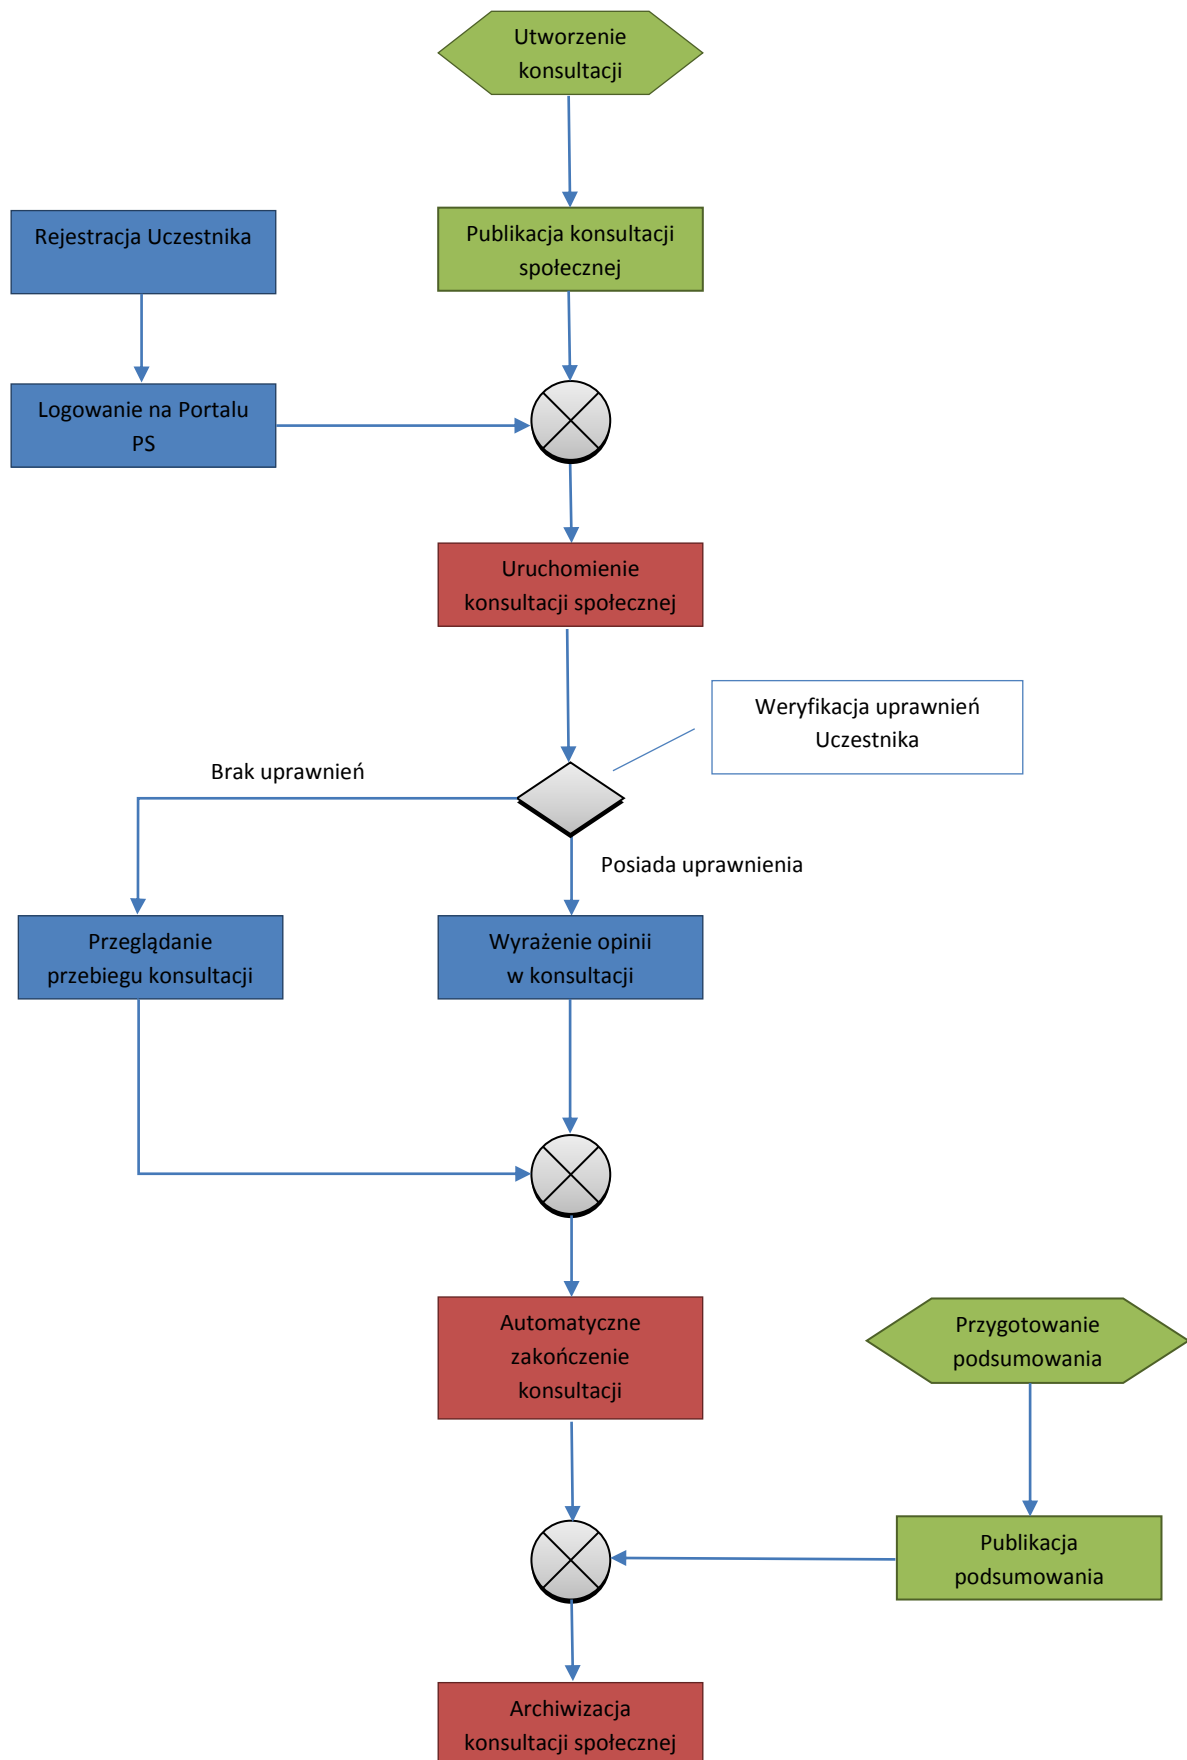 Utworzenie
konsultacji
Rejestracja Uczestnika
Publikacja konsultacji
społecznej
Logowanie na Portalu
PS
Uruchomienie
konsultacji społecznej
Weryfikacja uprawnień
Uczestnika
Brak uprawnień
Posiada uprawnienia
Przeglądanie
przebiegu konsultacji
Wyrażenie opinii
w konsultacji
Automatyczne
zakończenie
konsultacji
Przygotowanie
podsumowania
Publikacja
podsumowania
Archiwizacja
konsultacji społecznej